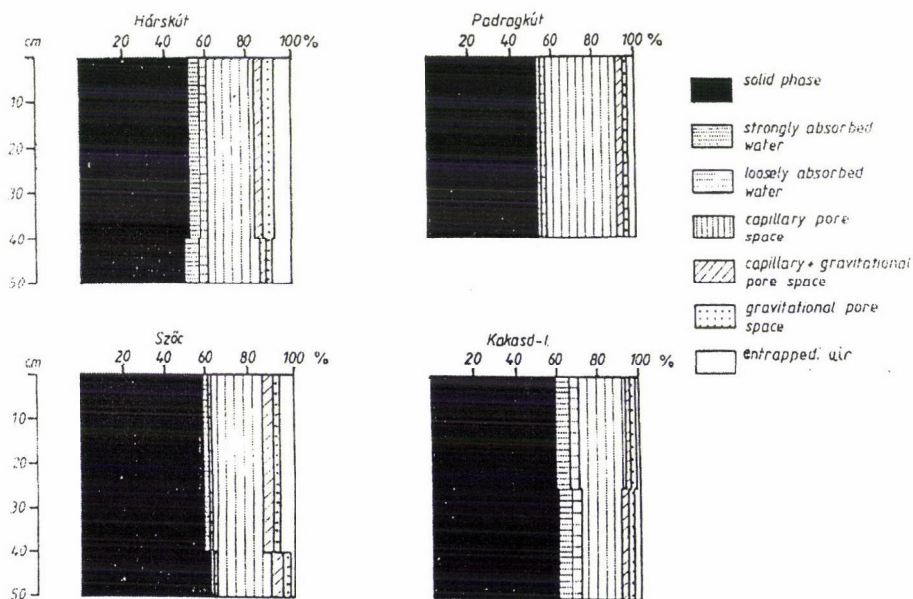 Hárskút
cm 20 40 60 80 100 %
10
20
30
40
50
Padragkút
20 40 60 80 100 %
solid phase
strongly absorbed
water
loosely absorbed
water
capillary pore
space
capillary + gravitational
pore space
gravitational pore
space
entrapped air
Szőc
cm 20 40 60 80 100 %
10
20
30
40
50
Kakasd-I.
20 40 60 80 100 %